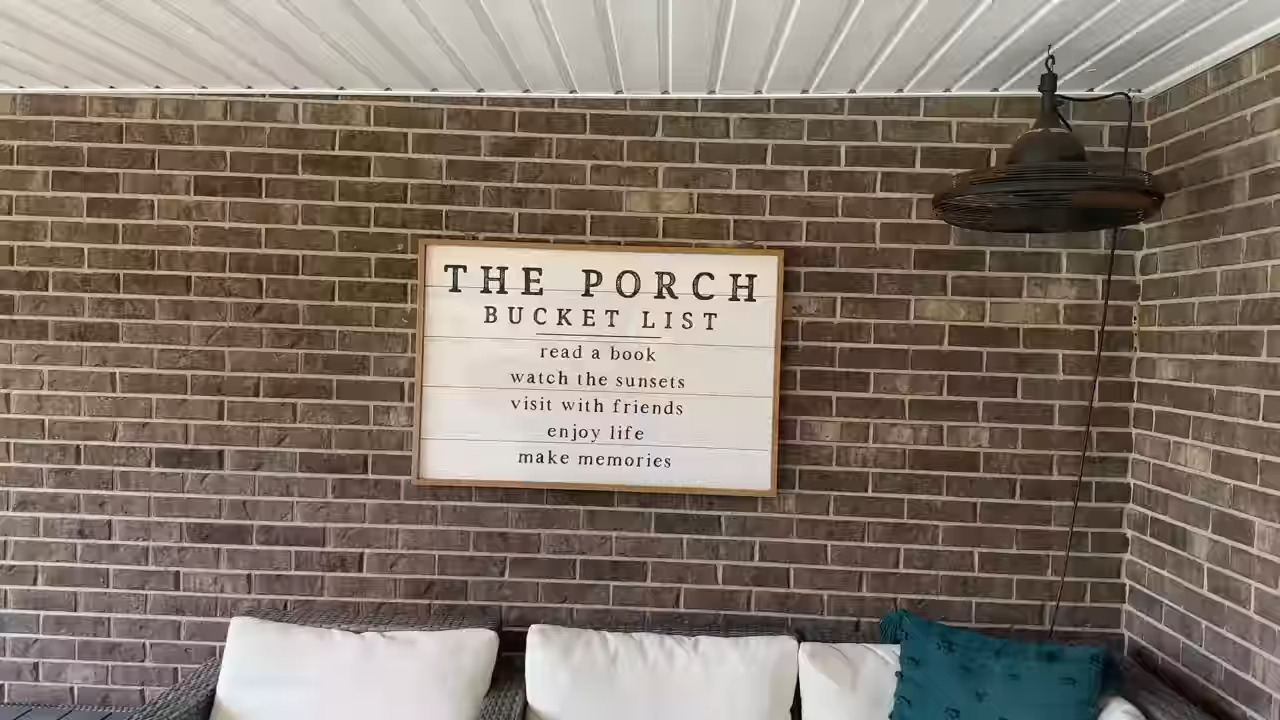 THE PORCH
BUCKET LIST
read a book
watch the sunsets
visit with friends
enjoy life
make memories